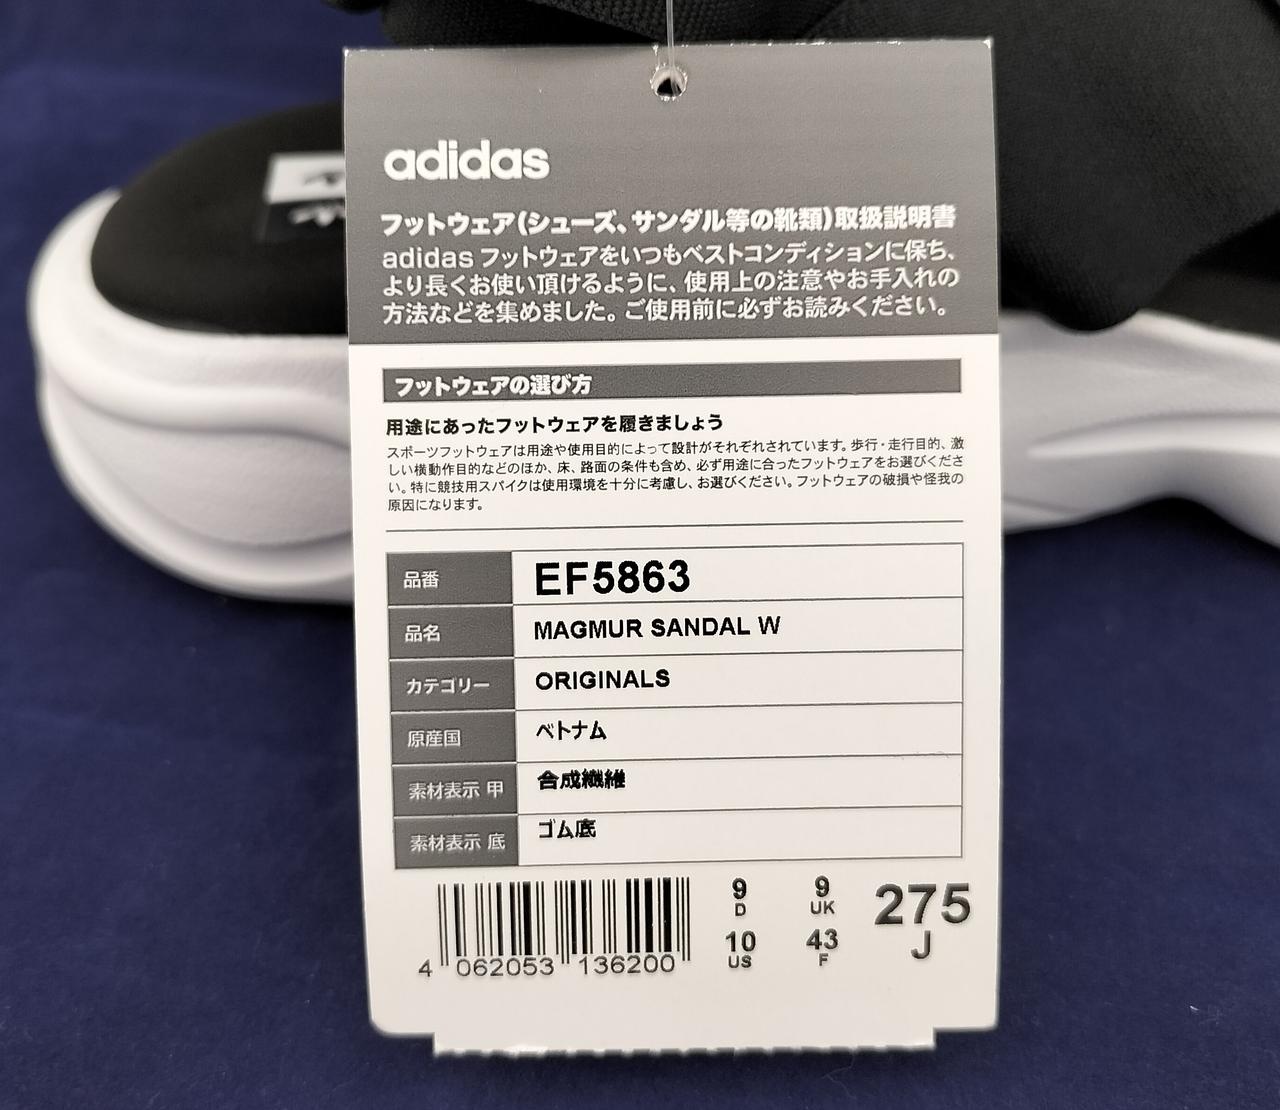 adidas
フットウェア(シューズ、サンダル等の靴類)取扱説明書
adidas フットウェアをいつもベストコンディションに保ち、
より長くお使い頂けるように、使用上の注意やお手入れの
方法などを集めました。ご使用前に必ずお読みください。
フットウェアの選び方
用途にあったフットウェアを履きましょう
スポーツフットウェアは用途や使用目的によって設計がそれぞれされています。歩行・走行目的、激
しい横動作目的などのほか、床、路面の条件も含め、必ず用途に合ったフットウェアをお選びくださ
い。特に競技用スパイクは使用環境を十分に考慮し、お選びください。フットウェアの破損や怪我の
原因になります。
品番 EF5863
品名 MAGMUR SANDAL W
カテゴリー ORIGINALS
原産国 ベトナム
素材表示 甲 合成繊維
素材表示 底 ゴム底
9 9 275
D UK J
10 43
US F
4 062053 136200